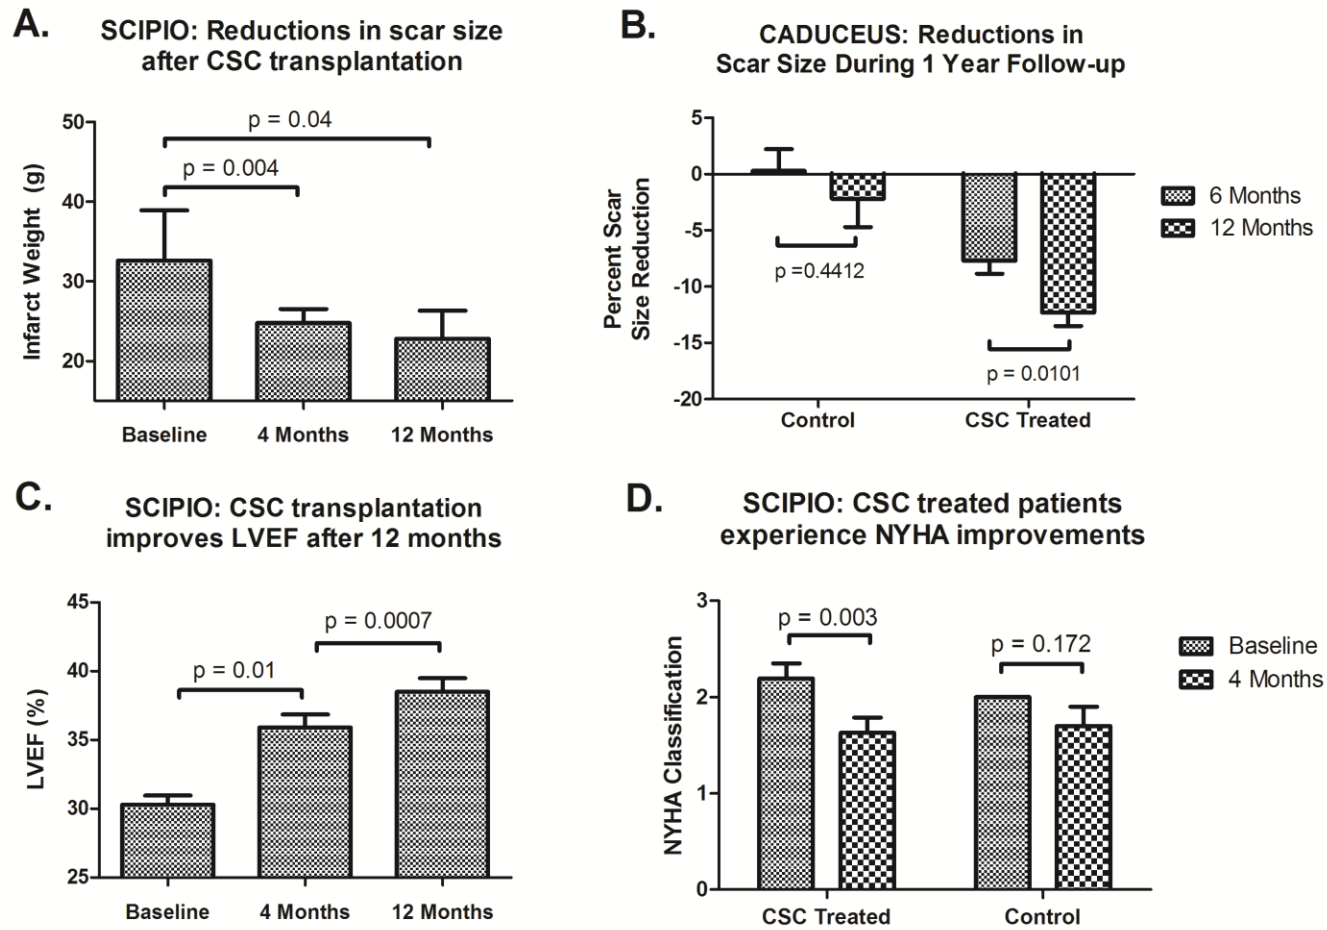 A.
SCIPIO: Reductions in scar size
after CSC transplantation
p = 0.04
p = 0.004
Infarct Weight (g)
50
40
30
20
Baseline
4 Months
12 Months
B.
CADUCEUS: Reductions in
Scar Size During 1 Year Follow-up
Percent Scar
Size Reduction
5
0
-5
-10
-15
-20
p =0.4412
p = 0.0101
Control
CSC Treated
6 Months
12 Months
C.
SCIPIO: CSC transplantation
improves LVEF after 12 months
p = 0.0007
p = 0.01
LVEF (%)
45
40
35
30
25
Baseline
4 Months
12 Months
D.
SCIPIO: CSC treated patients
experience NYHA improvements
p = 0.003
p = 0.172
NYHA Classification
3
2
1
0
CSC Treated
Control
Baseline
4 Months